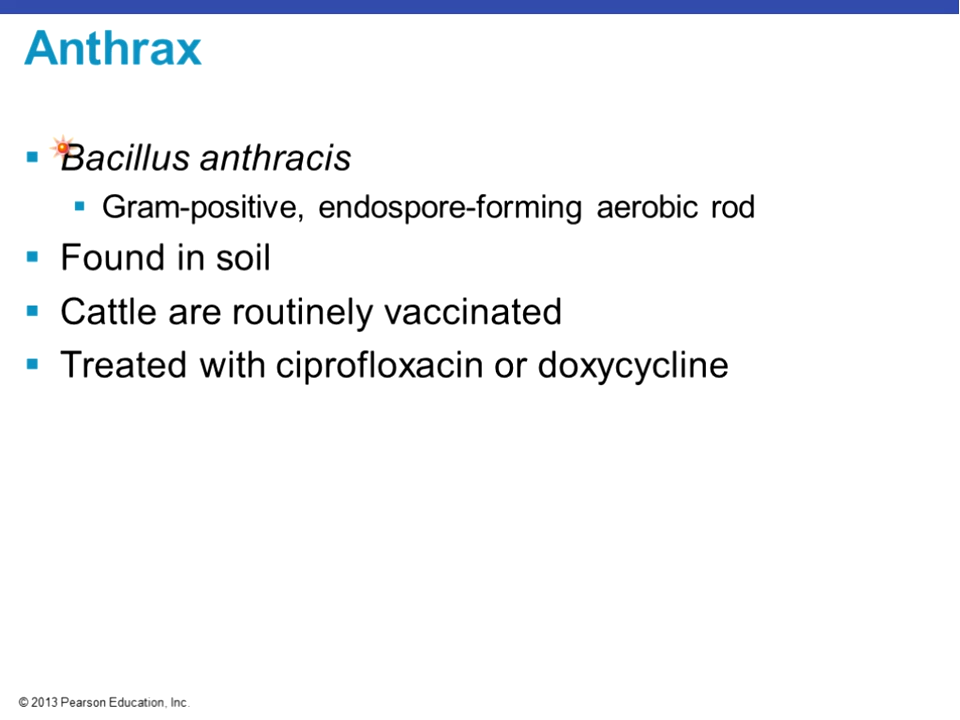 Anthrax
Bacillus anthracis
Gram-positive, endospore-forming aerobic rod
Found in soil
Cattle are routinely vaccinated
Treated with ciprofloxacin or doxycycline
© 2013 Pearson Education, Inc.